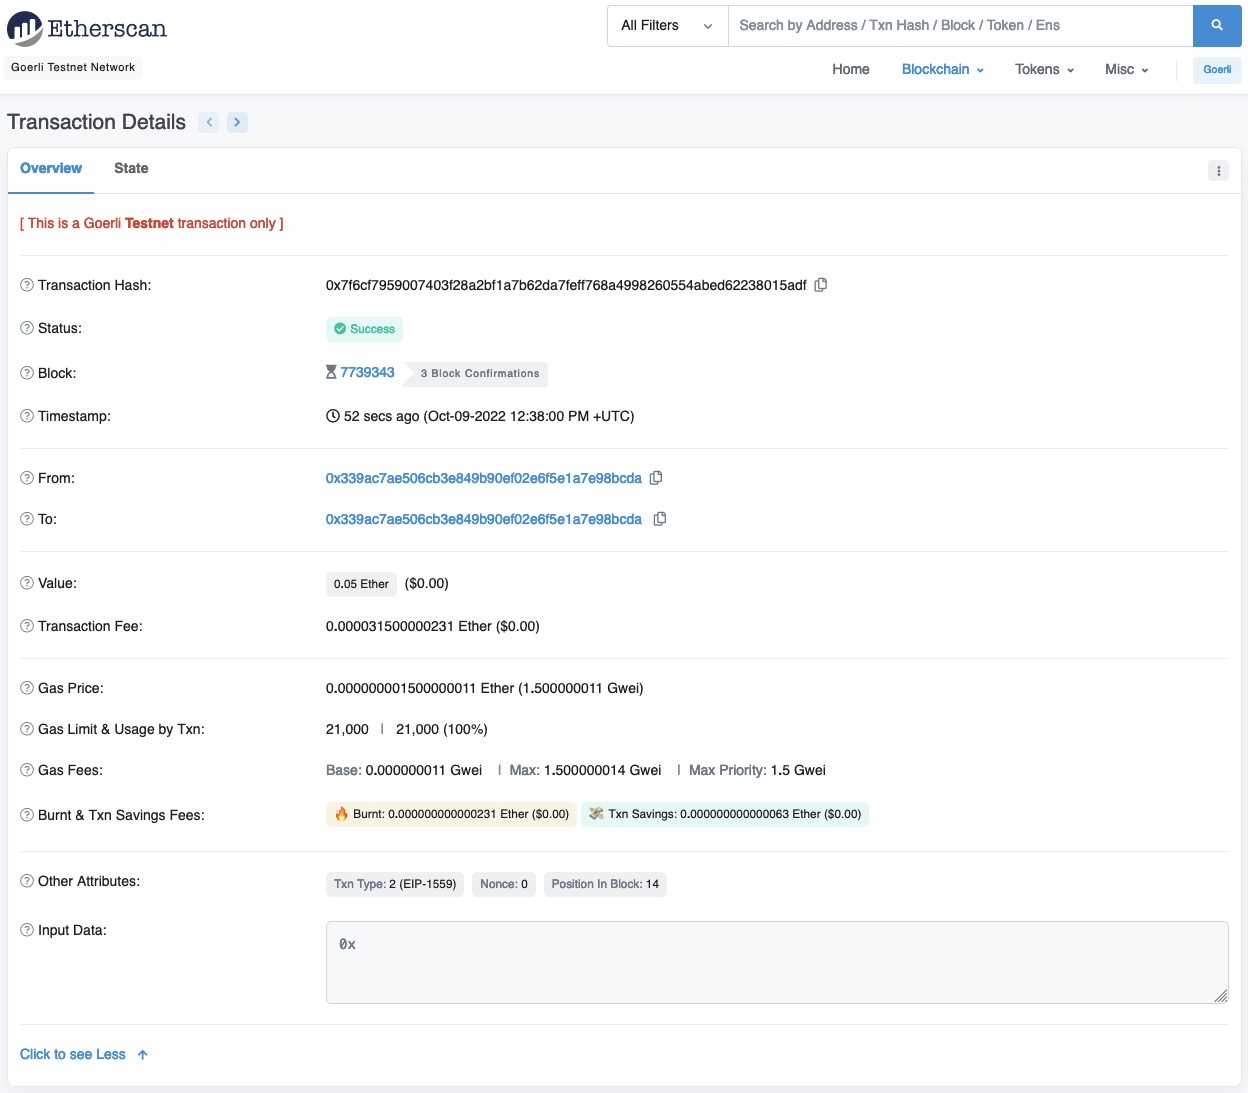 Etherscan
All Filters Search by Address / Txn Hash / Block / Token / Ens
Goerli Testnet Network
Home Blockchain Tokens Misc Goerli
Transaction Details
Overview State
[ This is a Goerli Testnet transaction only ]
Transaction Hash: 0x7f6cf7959007403f28a2bf1a7b62da7feff768a4998260554abed62238015adf
Status: Success
Block: 7739343 3 Block Confirmations
Timestamp: 52 secs ago (Oct-09-2022 12:38:00 PM +UTC)
From: 0x339ac7ae506cb3e849b90ef02e6f5e1a7e98bcda
To: 0x339ac7ae506cb3e849b90ef02e6f5e1a7e98bcda
Value: 0.05 Ether ($0.00)
Transaction Fee: 0.000031500000231 Ether ($0.00)
Gas Price: 0.000000001500000011 Ether (1.500000011 Gwei)
Gas Limit & Usage by Txn: 21,000 | 21,000 (100%)
Gas Fees: Base: 0.000000011 Gwei | Max: 1.500000014 Gwei | Max Priority: 1.5 Gwei
Burnt & Txn Savings Fees: 🔥 Burnt: 0.000000000000231 Ether ($0.00) 💸 Txn Savings: 0.000000000000063 Ether ($0.00)
Other Attributes: Txn Type: 2 (EIP-1559) Nonce: 0 Position In Block: 14
Input Data: 0x
Click to see Less ↑